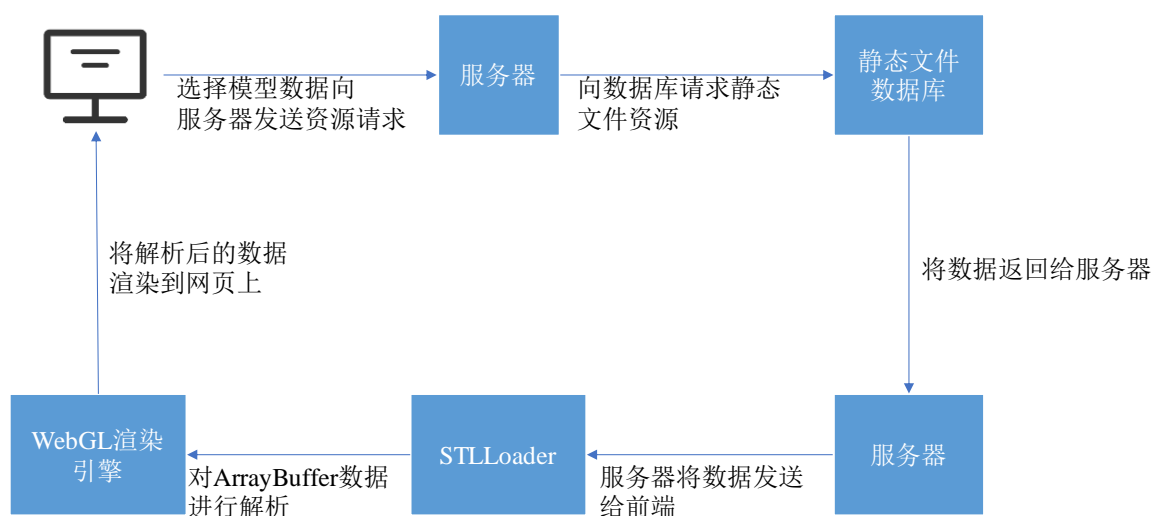 选择模型数据向
服务器发送资源请求
服务器
向数据库请求静态
文件资源
静态文件
数据库
将解析后的数据
渲染到网页上
将数据返回给服务器
WebGL渲染
引擎
对ArrayBuffer数据
进行解析
STLLoader
服务器将数据发送
给前端
服务器